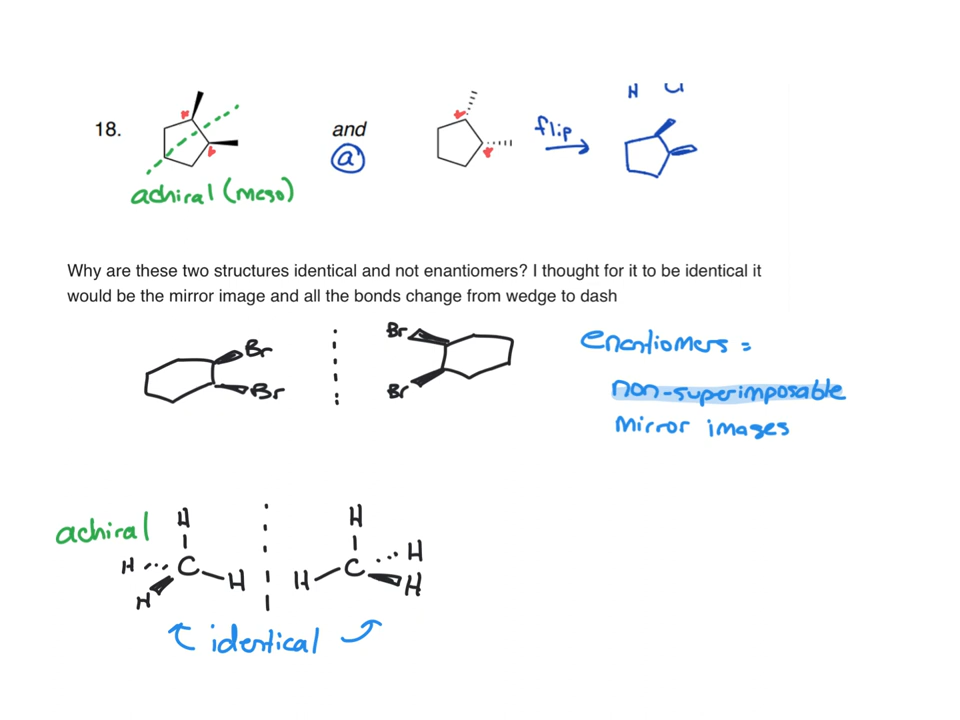 H Cl
18.
and
flip
a
achiral (meso)
Why are these two structures identical and not enantiomers? I thought for it to be identical it
would be the mirror image and all the bonds change from wedge to dash
Br Br
Br Br
enantiomers =
non-superimposable
mirror images
achiral
H H
H C H H C H
H H
identical